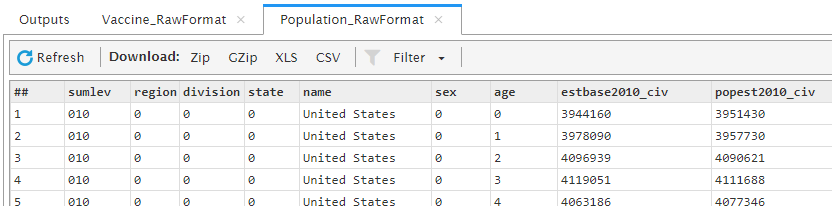 Outputs Vaccine_RawFormat × Population_RawFormat ×
Refresh Download: Zip GZip XLS CSV Filter
## sumlev region division state name sex age estbase2010_civ popest2010_civ
1 010 0 0 0 United States 0 0 3944160 3951430
2 010 0 0 0 United States 0 1 3978090 3957730
3 010 0 0 0 United States 0 2 4096939 4090621
4 010 0 0 0 United States 0 3 4119051 4111688
5 010 0 0 0 United States 0 4 4063186 4077346